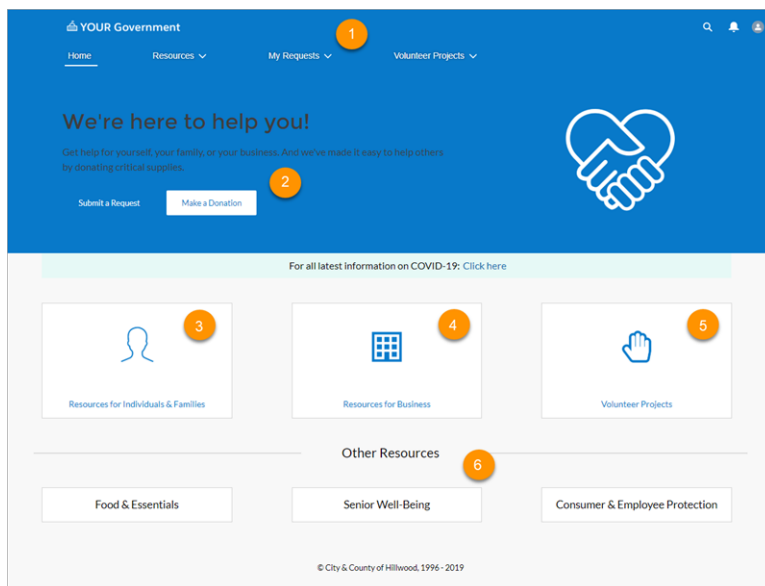 YOUR Government
1
Home Resources My Requests Volunteer Projects
We're here to help you!
Get help for yourself, your family, or your business. And we've made it easy to help others
by donating critical supplies.
2
Submit a Request Make a Donation
For all latest information on COVID-19: Click here
3 4 5
Resources for Individuals & Families Resources for Business Volunteer Projects
Other Resources
6
Food & Essentials Senior Well-Being Consumer & Employee Protection
© City & County of Hillwood, 1996 - 2019